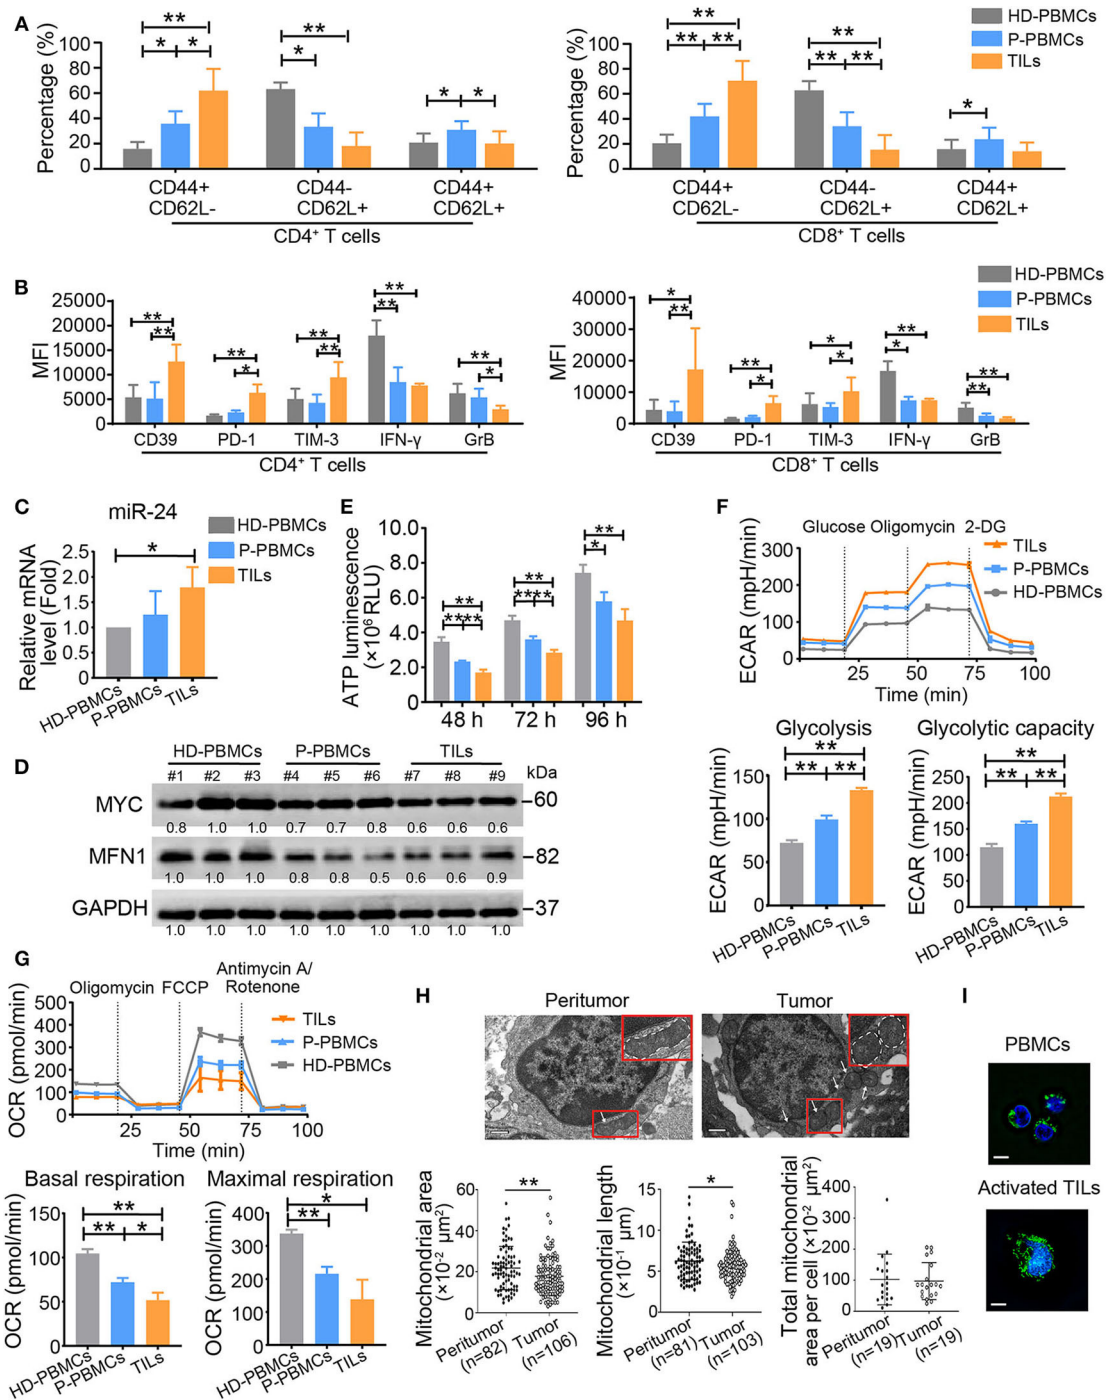 A
Percentage (%)
100
80
60
40
20
0
** 
* *
**
*
* *
CD44+ CD44- CD44+
CD62L- CD62L+ CD62L+
CD4+ T cells
Percentage (%)
100
80
60
40
20
0
**
** **
**
** **
*
CD44+ CD44- CD44+
CD62L- CD62L+ CD62L+
CD8+ T cells
HD-PBMCs
P-PBMCs
TILs
B
MFI
25000
20000
15000
10000
5000
0
**
**
**
*
**
**
**
**
**
*
CD39 PD-1 TIM-3 IFN-γ GrB
CD4+ T cells
MFI
40000
30000
20000
10000
0
*
**
**
*
*
*
**
*
**
**
CD39 PD-1 TIM-3 IFN-γ GrB
CD8+ T cells
HD-PBMCs
P-PBMCs
TILs
C
miR-24
Relative mRNA
level (Fold)
2.5
2.0
1.5
1.0
0.5
0
*
HD-PBMCs
P-PBMCs
TILs
HD-PBMCs
P-PBMCs
TILs
E
ATP luminescence
(×10⁶ RLU)
10.0
8.0
6.0
4.0
2.0
0
**
****
**
****
**
*
48 h 72 h 96 h
F
Glucose Oligomycin 2-DG
ECAR (mpH/min)
300
200
100
0
TILs
P-PBMCs
HD-PBMCs
25 50 75 100
Time (min)
Glycolysis
ECAR (mpH/min)
150
100
50
0
**
** **
HD-PBMCs
P-PBMCs
TILs
Glycolytic capacity
ECAR (mpH/min)
250
200
150
100
50
0
**
** **
HD-PBMCs
P-PBMCs
TILs
D
HD-PBMCs P-PBMCs TILs
#1 #2 #3 #4 #5 #6 #7 #8 #9 kDa
MYC 60
0.8 1.0 1.0 0.7 0.7 0.8 0.6 0.6 0.6
MFN1 82
1.0 1.0 1.0 0.8 0.8 0.5 0.6 0.6 0.9
GAPDH 37
1.0 1.0 1.0 1.0 1.0 1.0 1.0 1.0 1.0
G
Oligomycin FCCP Antimycin A/
Rotenone
OCR (pmol/min)
500
400
300
200
100
0
TILs
P-PBMCs
HD-PBMCs
25 50 75 100
Time (min)
Basal respiration
OCR (pmol/min)
150
100
50
0
**
** *
HD-PBMCs
P-PBMCs
TILs
Maximal respiration
OCR (pmol/min)
400
300
200
100
0
*
**
HD-PBMCs
P-PBMCs
TILs
H
Peritumor Tumor
Mitochondrial area
(×10⁻² μm²)
60
40
20
0
**
Peritumor
(n=82)
Tumor
(n=106)
Mitochondrial length
(×10⁻¹ μm)
15
10
5
0
*
Peritumor
(n=81)
Tumor
(n=103)
Total mitochondrial
area per cell (×10⁻² μm²)
400
300
200
100
0
Peritumor
(n=19)
Tumor
(n=19)
I
PBMCs
Activated TILs